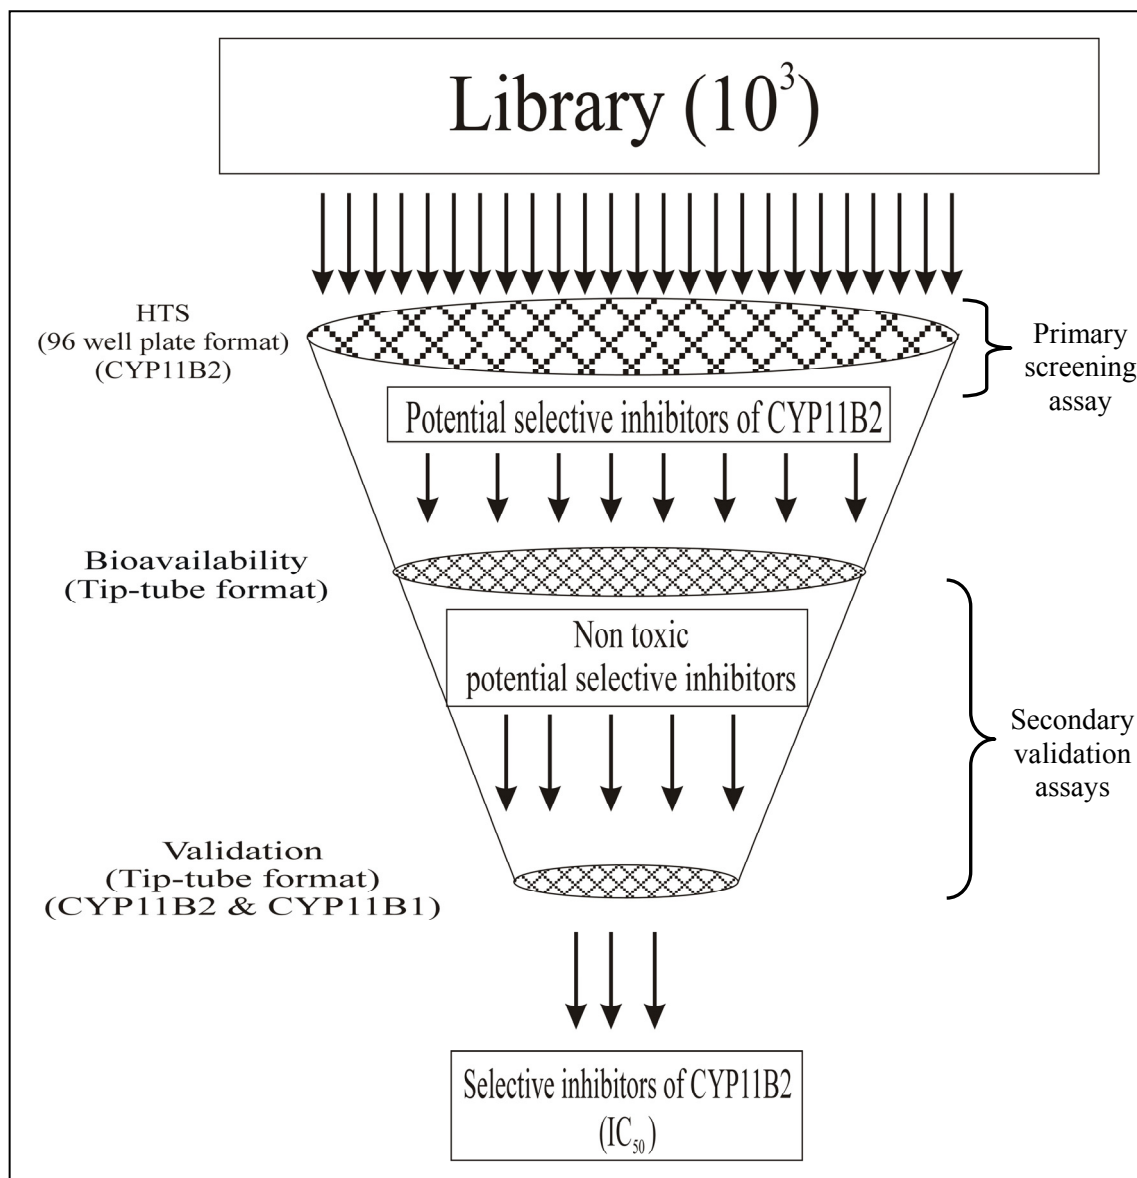 Library (10³)
HTS
(96 well plate format)
(CYP11B2)
Primary
screening
assay
Potential selective inhibitors of CYP11B2
Bioavailability
(Tip-tube format)
Non toxic
potential selective inhibitors
Secondary
validation
assays
Validation
(Tip-tube format)
(CYP11B2 & CYP11B1)
Selective inhibitors of CYP11B2
(IC₅₀)